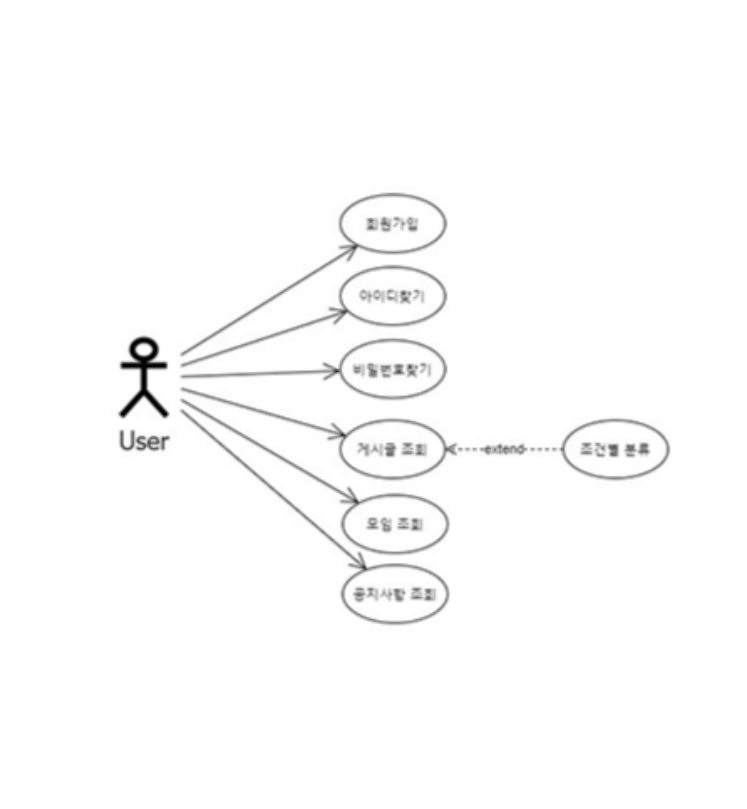 회원가입
아이디찾기
비밀번호찾기
User
게시글 조회
extend
조건별 분류
모임 조회
공지사항 조회